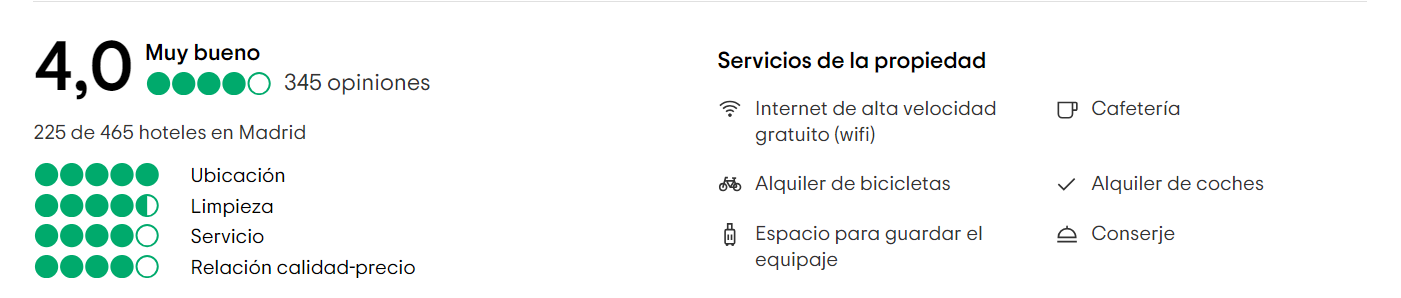 4,0
Muy bueno
345 opiniones
225 de 465 hoteles en Madrid
Ubicación
Limpieza
Servicio
Relación calidad-precio
Servicios de la propiedad
Internet de alta velocidad
gratuito (wifi)
Cafetería
Alquiler de bicicletas
Alquiler de coches
Espacio para guardar el
equipaje
Conserje